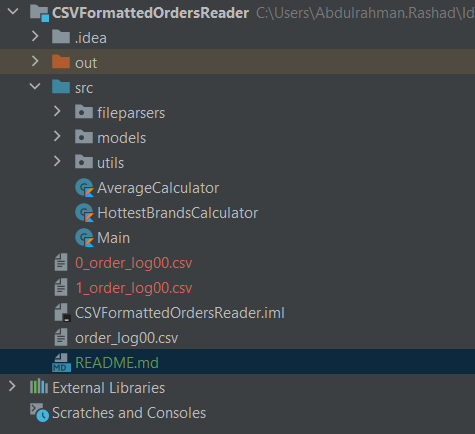 CSVFormattedOrdersReader C:\Users\Abdulrahman.Rashad\Id
.idea
out
src
fileparsers
models
utils
AverageCalculator
HottestBrandsCalculator
Main
0_order_log00.csv
1_order_log00.csv
CSVFormattedOrdersReader.iml
order_log00.csv
MD README.md
External Libraries
Scratches and Consoles